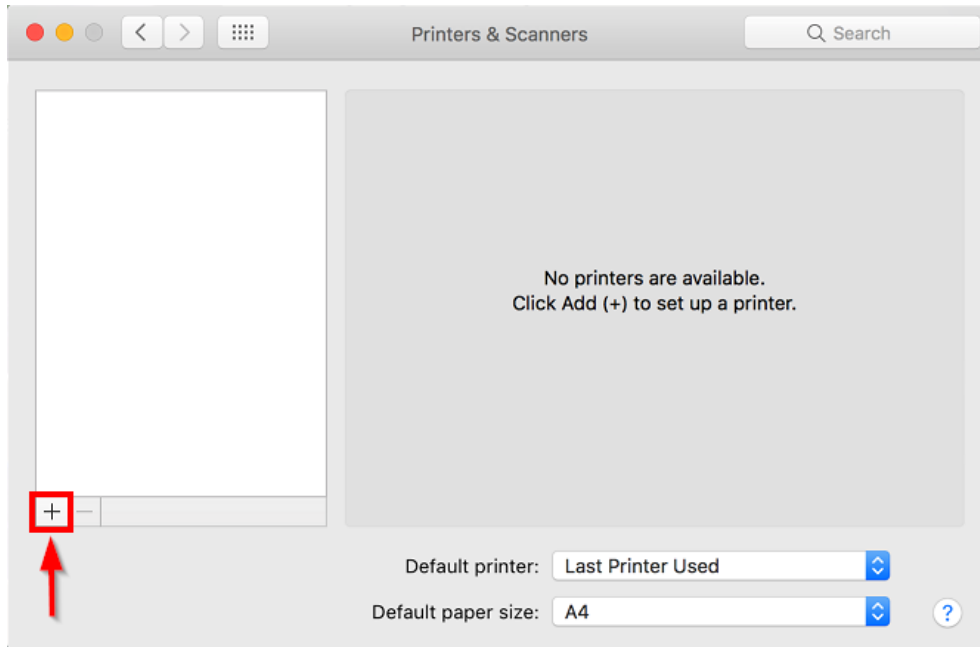 Printers & Scanners
Search
No printers are available.
Click Add (+) to set up a printer.
+ −
Default printer: Last Printer Used
Default paper size: A4
?